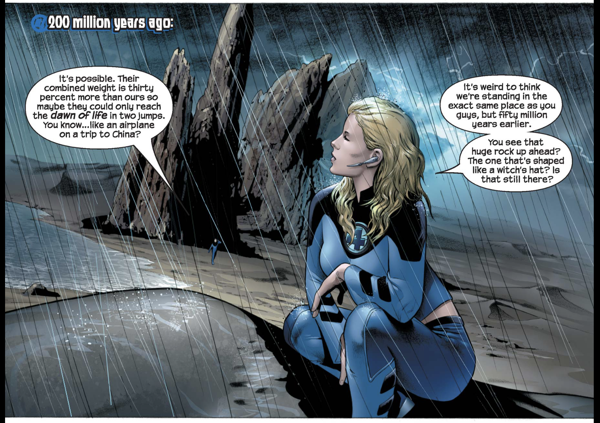 200 million years ago:
It's possible. Their
combined weight is thirty
percent more than ours so
maybe they could only reach
the dawn of life in two jumps.
You know...like an airplane
on a trip to China?
It's weird to think
we're standing in the
exact same place as you
guys, but fifty million
years earlier.
You see that
huge rock up ahead?
The one that's shaped
like a witch's hat? Is
that still there?